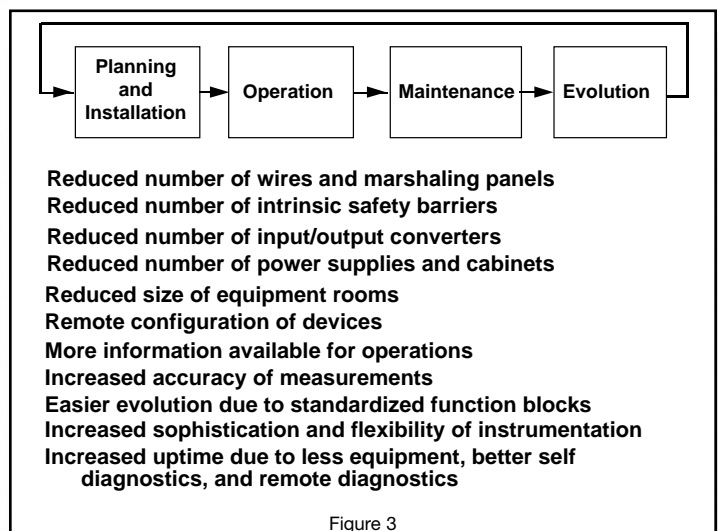 Planning
and
Installation
Operation
Maintenance
Evolution
Reduced number of wires and marshaling panels
Reduced number of intrinsic safety barriers
Reduced number of input/output converters
Reduced number of power supplies and cabinets
Reduced size of equipment rooms
Remote configuration of devices
More information available for operations
Increased accuracy of measurements
Easier evolution due to standardized function blocks
Increased sophistication and flexibility of instrumentation
Increased uptime due to less equipment, better self
diagnostics, and remote diagnostics
Figure 3